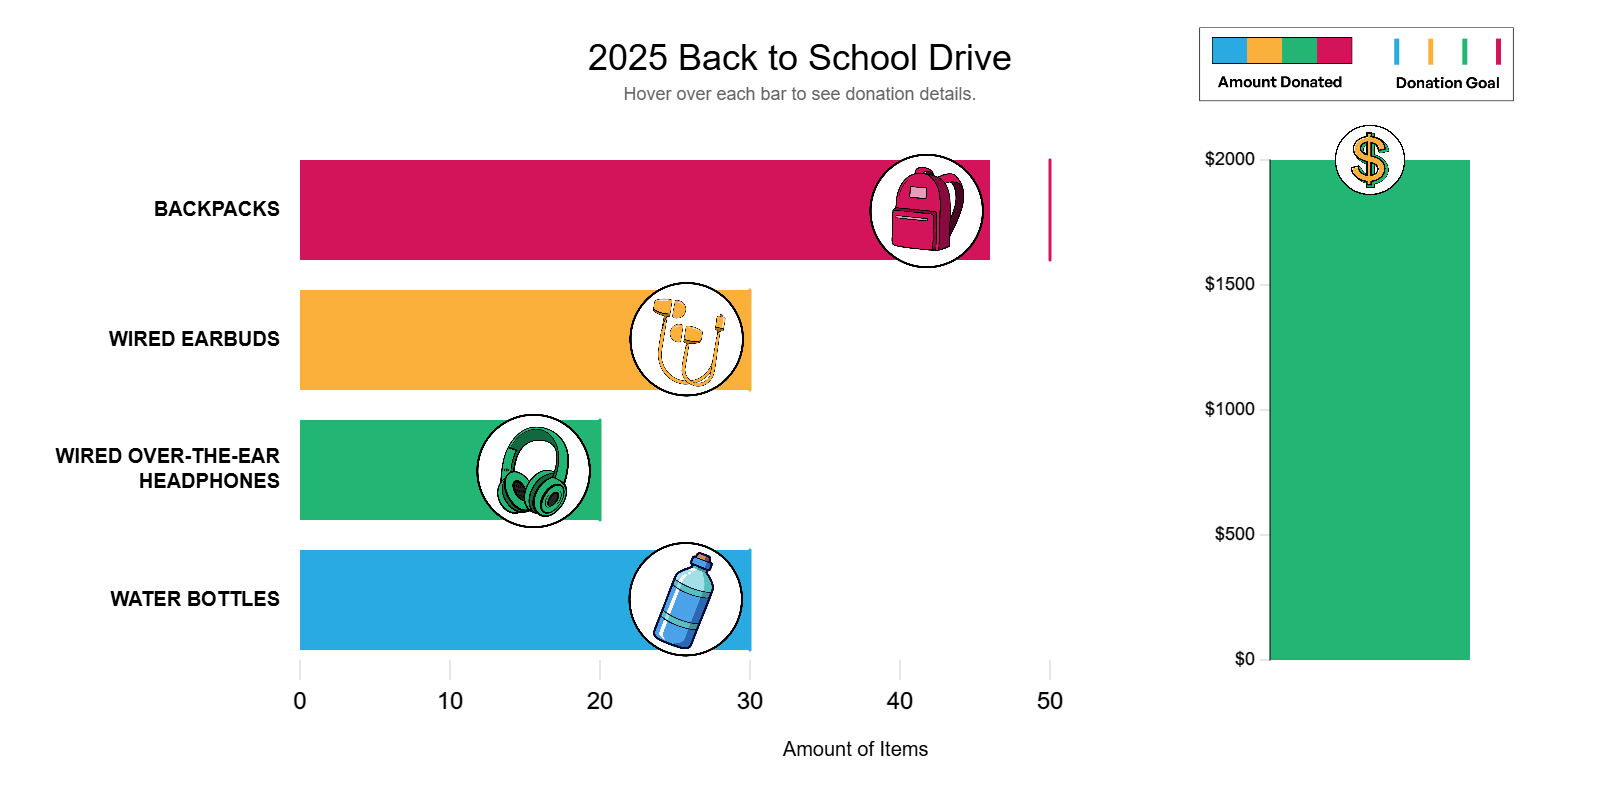 2025 Back to School Drive
Hover over each bar to see donation details.
Amount Donated
Donation Goal
BACKPACKS
WIRED EARBUDS
WIRED OVER-THE-EAR
HEADPHONES
WATER BOTTLES
0 10 20 30 40 50
Amount of Items
$
$2000
$1500
$1000
$500
$0